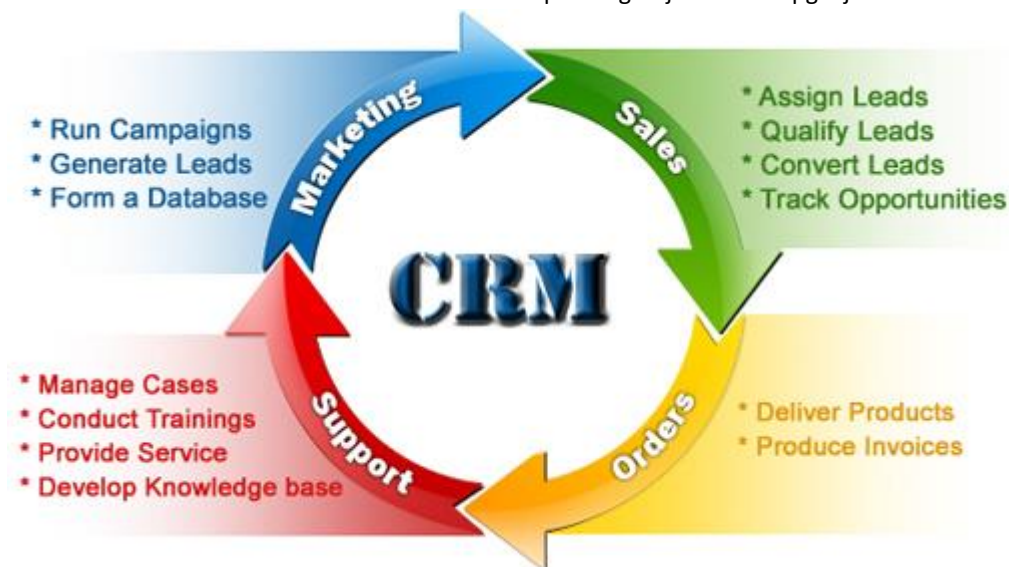 Marketing
* Run Campaigns
* Generate Leads
* Form a Database
Sales
* Assign Leads
* Qualify Leads
* Convert Leads
* Track Opportunities
CRM
Support
* Manage Cases
* Conduct Trainings
* Provide Service
* Develop Knowledge base
Orders
* Deliver Products
* Produce Invoices